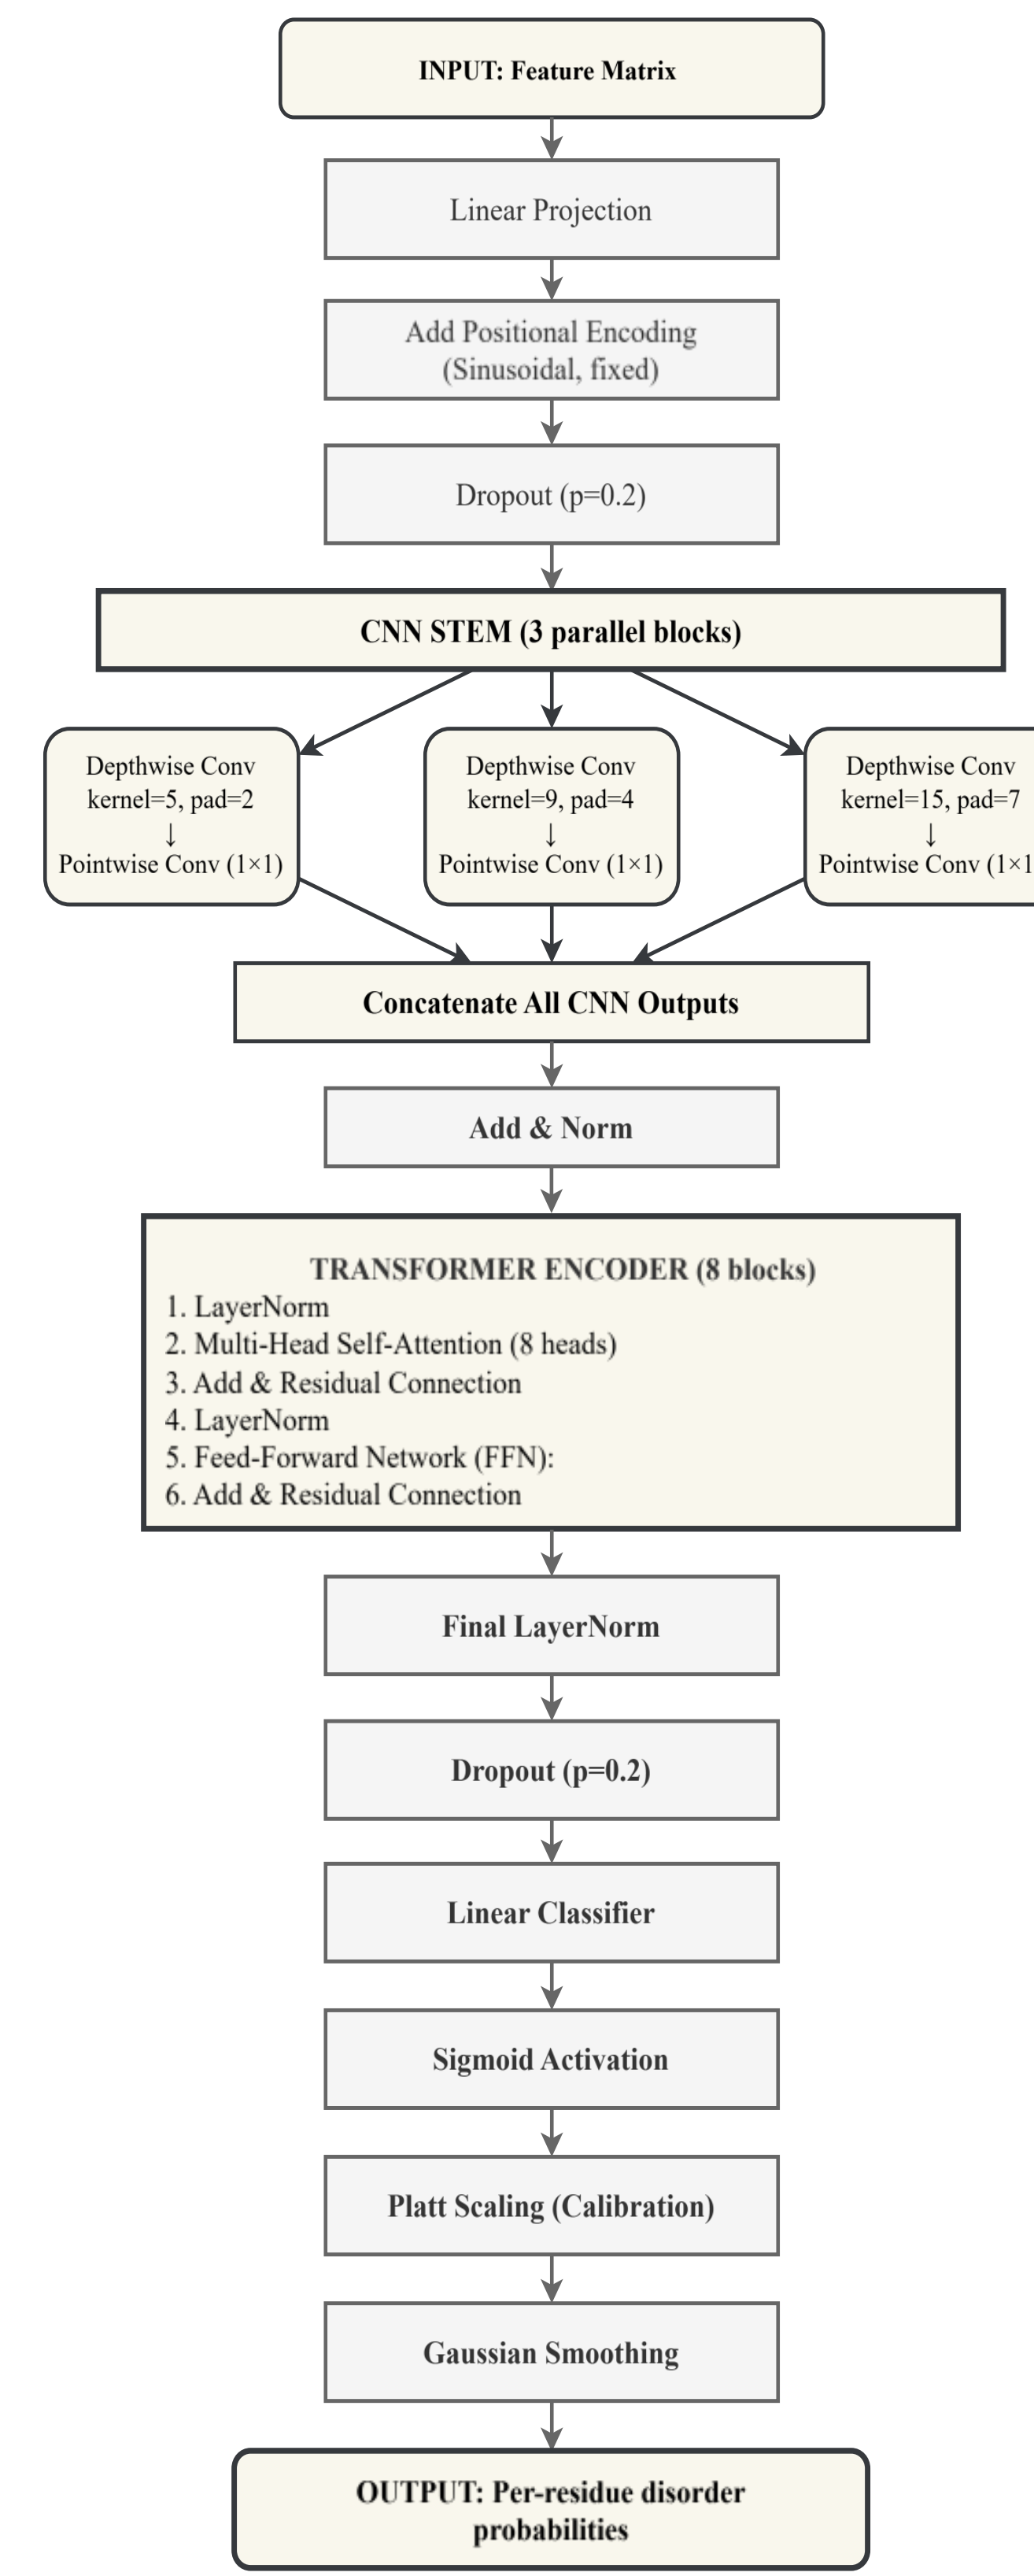 INPUT: Feature Matrix
Linear Projection
Add Positional Encoding
(Sinusoidal, fixed)
Dropout (p=0.2)
CNN STEM (3 parallel blocks)
Depthwise Conv
kernel=5, pad=2
↓
Pointwise Conv (1×1)
Depthwise Conv
kernel=9, pad=4
↓
Pointwise Conv (1×1)
Depthwise Conv
kernel=15, pad=7
↓
Pointwise Conv (1×1
Concatenate All CNN Outputs
Add & Norm
TRANSFORMER ENCODER (8 blocks)
1. LayerNorm
2. Multi-Head Self-Attention (8 heads)
3. Add & Residual Connection
4. LayerNorm
5. Feed-Forward Network (FFN):
6. Add & Residual Connection
Final LayerNorm
Dropout (p=0.2)
Linear Classifier
Sigmoid Activation
Platt Scaling (Calibration)
Gaussian Smoothing
OUTPUT: Per-residue disorder
probabilities